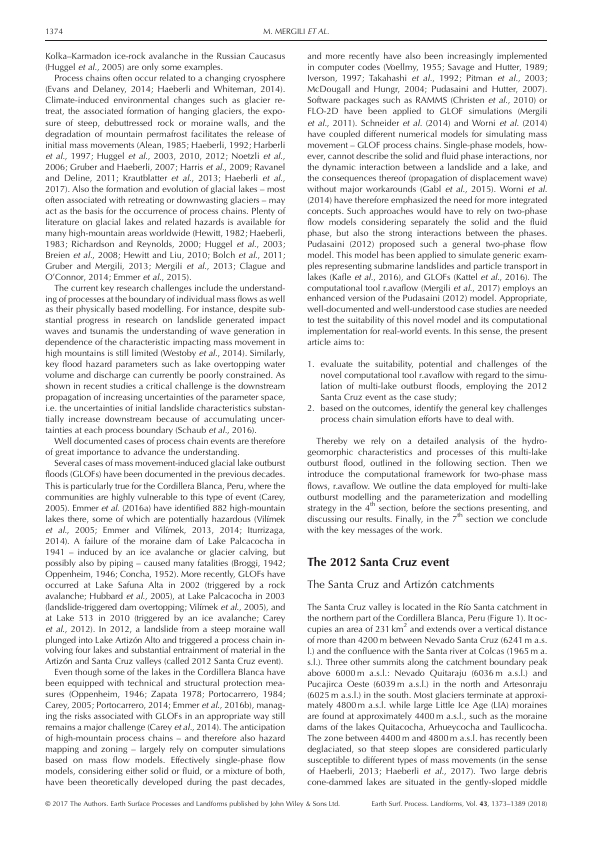 1374
M. MERGILI ET AL.
Kolka–Karmadon ice-rock avalanche in the Russian Caucasus
(Huggel et al., 2005) are only some examples.
Process chains often occur related to a changing cryosphere
(Evans and Delaney, 2014; Haeberli and Whiteman, 2014).
Climate-induced environmental changes such as glacier re-
treat, the associated formation of hanging glaciers, the expo-
sure of steep, debuttressed rock or moraine walls, and the
degradation of mountain permafrost facilitates the release of
initial mass movements (Alean, 1985; Haeberli, 1992; Harberli
et al., 1997; Huggel et al., 2003, 2010, 2012; Noetzli et al.,
2006; Gruber and Haeberli, 2007; Harris et al., 2009; Ravanel
and Deline, 2011; Krautblatter et al., 2013; Haeberli et al.,
2017). Also the formation and evolution of glacial lakes – most
often associated with retreating or downwasting glaciers – may
act as the basis for the occurrence of process chains. Plenty of
literature on glacial lakes and related hazards is available for
many high-mountain areas worldwide (Hewitt, 1982; Haeberli,
1983; Richardson and Reynolds, 2000; Huggel et al., 2003;
Breien et al., 2008; Hewitt and Liu, 2010; Bolch et al., 2011;
Gruber and Mergili, 2013; Mergili et al., 2013; Clague and
O'Connor, 2014; Emmer et al., 2015).
The current key research challenges include the understand-
ing of processes at the boundary of individual mass flows as well
as their physically based modelling. For instance, despite sub-
stantial progress in research on landslide generated impact
waves and tsunamis the understanding of wave generation in
dependence of the characteristic impacting mass movement in
high mountains is still limited (Westoby et al., 2014). Similarly,
key flood hazard parameters such as lake overtopping water
volume and discharge can currently be poorly constrained. As
shown in recent studies a critical challenge is the downstream
propagation of increasing uncertainties of the parameter space,
i.e. the uncertainties of initial landslide characteristics substan-
tially increase downstream because of accumulating uncer-
tainties at each process boundary (Schaub et al., 2016).
Well documented cases of process chain events are therefore
of great importance to advance the understanding.
Several cases of mass movement-induced glacial lake outburst
floods (GLOFs) have been documented in the previous decades.
This is particularly true for the Cordillera Blanca, Peru, where the
communities are highly vulnerable to this type of event (Carey,
2005). Emmer et al. (2016a) have identified 882 high-mountain
lakes there, some of which are potentially hazardous (Vilímek
et al., 2005; Emmer and Vilímek, 2013, 2014; Iturrizaga,
2014). A failure of the moraine dam of Lake Palcacocha in
1941 – induced by an ice avalanche or glacier calving, but
possibly also by piping – caused many fatalities (Broggi, 1942;
Oppenheim, 1946; Concha, 1952). More recently, GLOFs have
occurred at Lake Safuna Alta in 2002 (triggered by a rock
avalanche; Hubbard et al., 2005), at Lake Palcacocha in 2003
(landslide-triggered dam overtopping; Vilímek et al., 2005), and
at Lake 513 in 2010 (triggered by an ice avalanche; Carey
et al., 2012). In 2012, a landslide from a steep moraine wall
plunged into Lake Artizón Alto and triggered a process chain in-
volving four lakes and substantial entrainment of material in the
Artizón and Santa Cruz valleys (called 2012 Santa Cruz event).
Even though some of the lakes in the Cordillera Blanca have
been equipped with technical and structural protection mea-
sures (Oppenheim, 1946; Zapata 1978; Portocarrero, 1984;
Carey, 2005; Portocarrero, 2014; Emmer et al., 2016b), manag-
ing the risks associated with GLOFs in an appropriate way still
remains a major challenge (Carey et al., 2014). The anticipation
of high-mountain process chains – and therefore also hazard
mapping and zoning – largely rely on computer simulations
based on mass flow models. Effectively single-phase flow
models, considering either solid or fluid, or a mixture of both,
have been theoretically developed during the past decades,
and more recently have also been increasingly implemented
in computer codes (Voellmy, 1955; Savage and Hutter, 1989;
Iverson, 1997; Takahashi et al., 1992; Pitman et al., 2003;
McDougall and Hungr, 2004; Pudasaini and Hutter, 2007).
Software packages such as RAMMS (Christen et al., 2010) or
FLO-2D have been applied to GLOF simulations (Mergili
et al., 2011). Schneider et al. (2014) and Worni et al. (2014)
have coupled different numerical models for simulating mass
movement – GLOF process chains. Single-phase models, how-
ever, cannot describe the solid and fluid phase interactions, nor
the dynamic interaction between a landslide and a lake, and
the consequences thereof (propagation of displacement wave)
without major workarounds (Gabl et al., 2015). Worni et al.
(2014) have therefore emphasized the need for more integrated
concepts. Such approaches would have to rely on two-phase
flow models considering separately the solid and the fluid
phase, but also the strong interactions between the phases.
Pudasaini (2012) proposed such a general two-phase flow
model. This model has been applied to simulate generic exam-
ples representing submarine landslides and particle transport in
lakes (Kafle et al., 2016), and GLOFs (Kattel et al., 2016). The
computational tool r.avaflow (Mergili et al., 2017) employs an
enhanced version of the Pudasaini (2012) model. Appropriate,
well-documented and well-understood case studies are needed
to test the suitability of this novel model and its computational
implementation for real-world events. In this sense, the present
article aims to:
1. evaluate the suitability, potential and challenges of the
novel computational tool r.avaflow with regard to the simu-
lation of multi-lake outburst floods, employing the 2012
Santa Cruz event as the case study;
2. based on the outcomes, identify the general key challenges
process chain simulation efforts have to deal with.
Thereby we rely on a detailed analysis of the hydro-
geomorphic characteristics and processes of this multi-lake
outburst flood, outlined in the following section. Then we
introduce the computational framework for two-phase mass
flows, r.avaflow. We outline the data employed for multi-lake
outburst modelling and the parameterization and modelling
strategy in the 4th section, before the sections presenting, and
discussing our results. Finally, in the 7th section we conclude
with the key messages of the work.
The 2012 Santa Cruz event
The Santa Cruz and Artizón catchments
The Santa Cruz valley is located in the Río Santa catchment in
the northern part of the Cordillera Blanca, Peru (Figure 1). It oc-
cupies an area of 231 km2 and extends over a vertical distance
of more than 4200 m between Nevado Santa Cruz (6241 m a.s.
l.) and the confluence with the Santa river at Colcas (1965 m a.
s.l.). Three other summits along the catchment boundary peak
above 6000 m a.s.l.: Nevado Quitaraju (6036 m a.s.l.) and
Pucajirca Oeste (6039 m a.s.l.) in the north and Artesonraju
(6025 m a.s.l.) in the south. Most glaciers terminate at approxi-
mately 4800 m a.s.l. while large Little Ice Age (LIA) moraines
are found at approximately 4400 m a.s.l., such as the moraine
dams of the lakes Quitacocha, Arhueycocha and Taullicocha.
The zone between 4400 m and 4800 m a.s.l. has recently been
deglaciated, so that steep slopes are considered particularly
susceptible to different types of mass movements (in the sense
of Haeberli, 2013; Haeberli et al., 2017). Two large debris
cone-dammed lakes are situated in the gently-sloped middle
© 2017 The Authors. Earth Surface Processes and Landforms published by John Wiley & Sons Ltd.
Earth Surf. Process. Landforms, Vol. 43, 1373–1389 (2018)